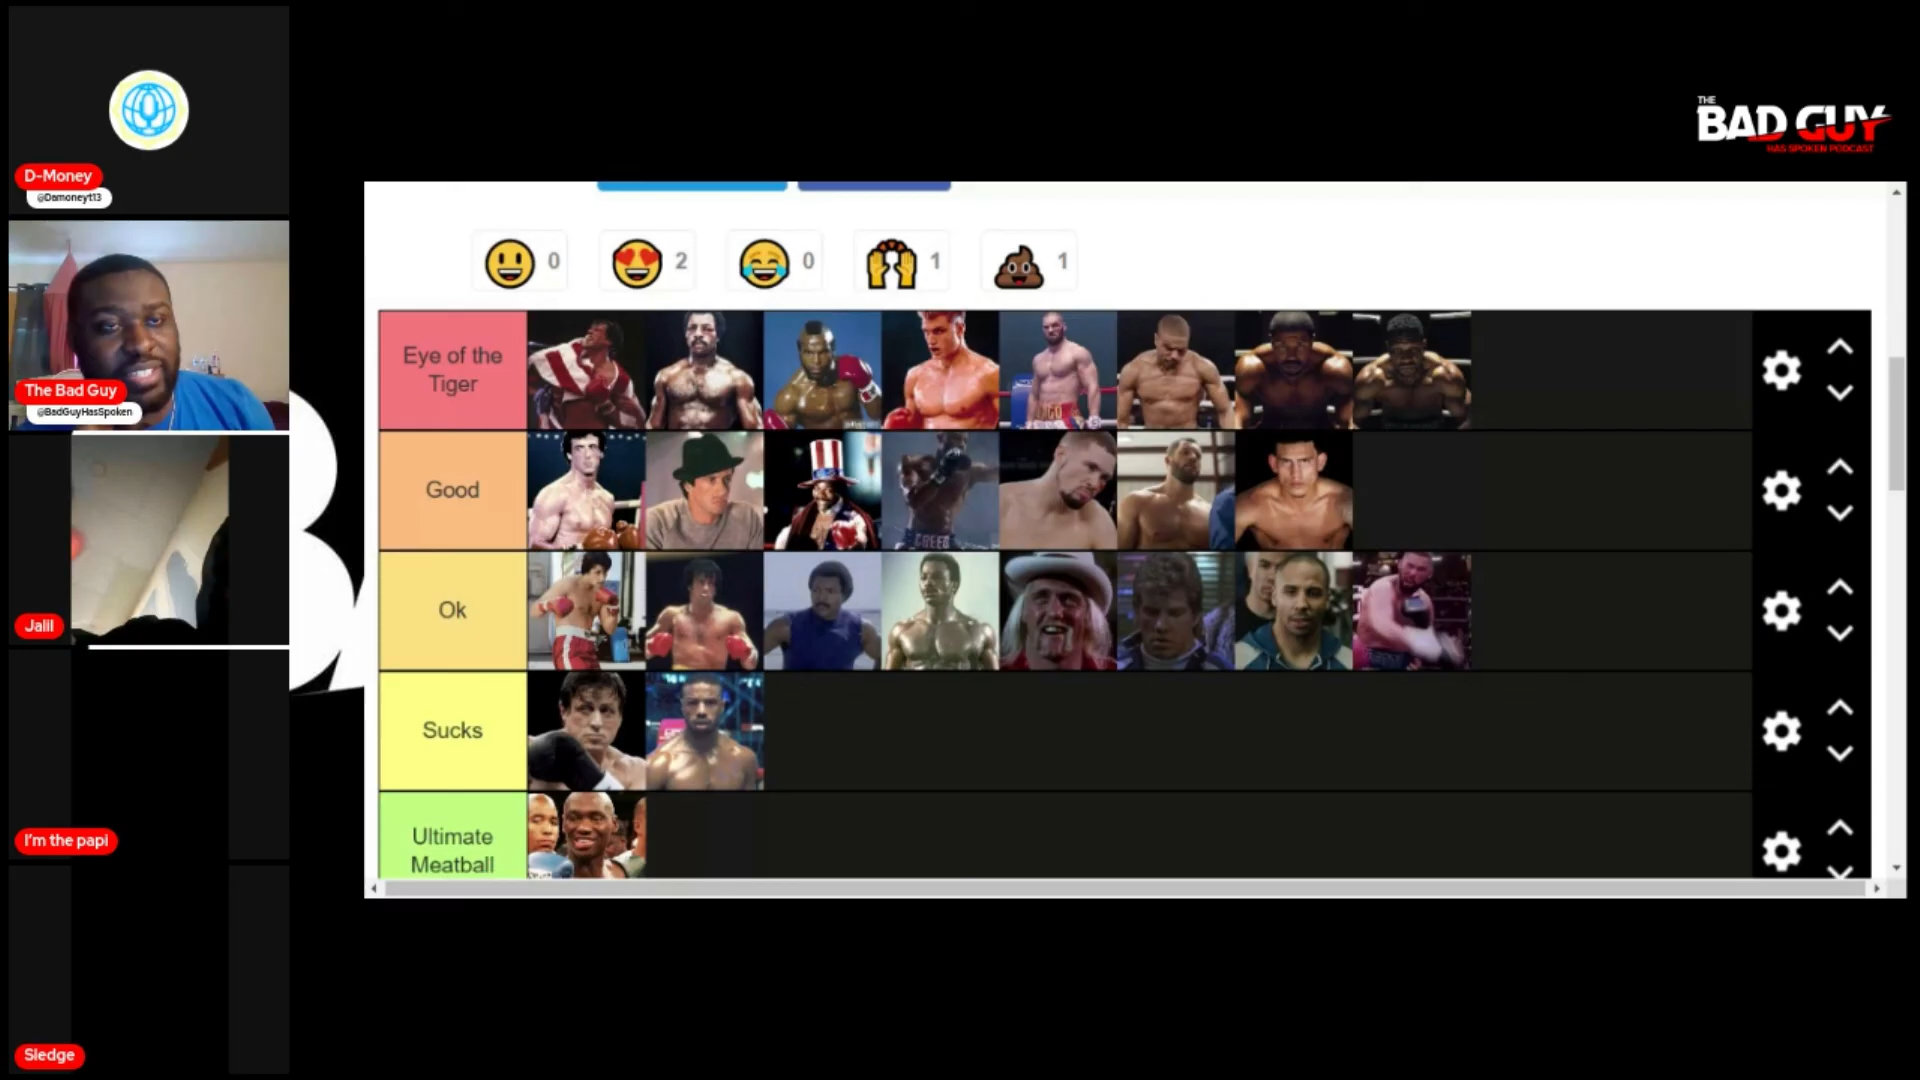 D-Money
@Damoneyt13
The Bad Guy
@BadGuyHasSpoken
Jalil
I'm the papi
Sledge
THE
BAD GUY
HAS SPOKEN PODCAST
0
2
0
1
1
Eye of the
Tiger
Good
CREED
Ok
Sucks
Ultimate
Meatball